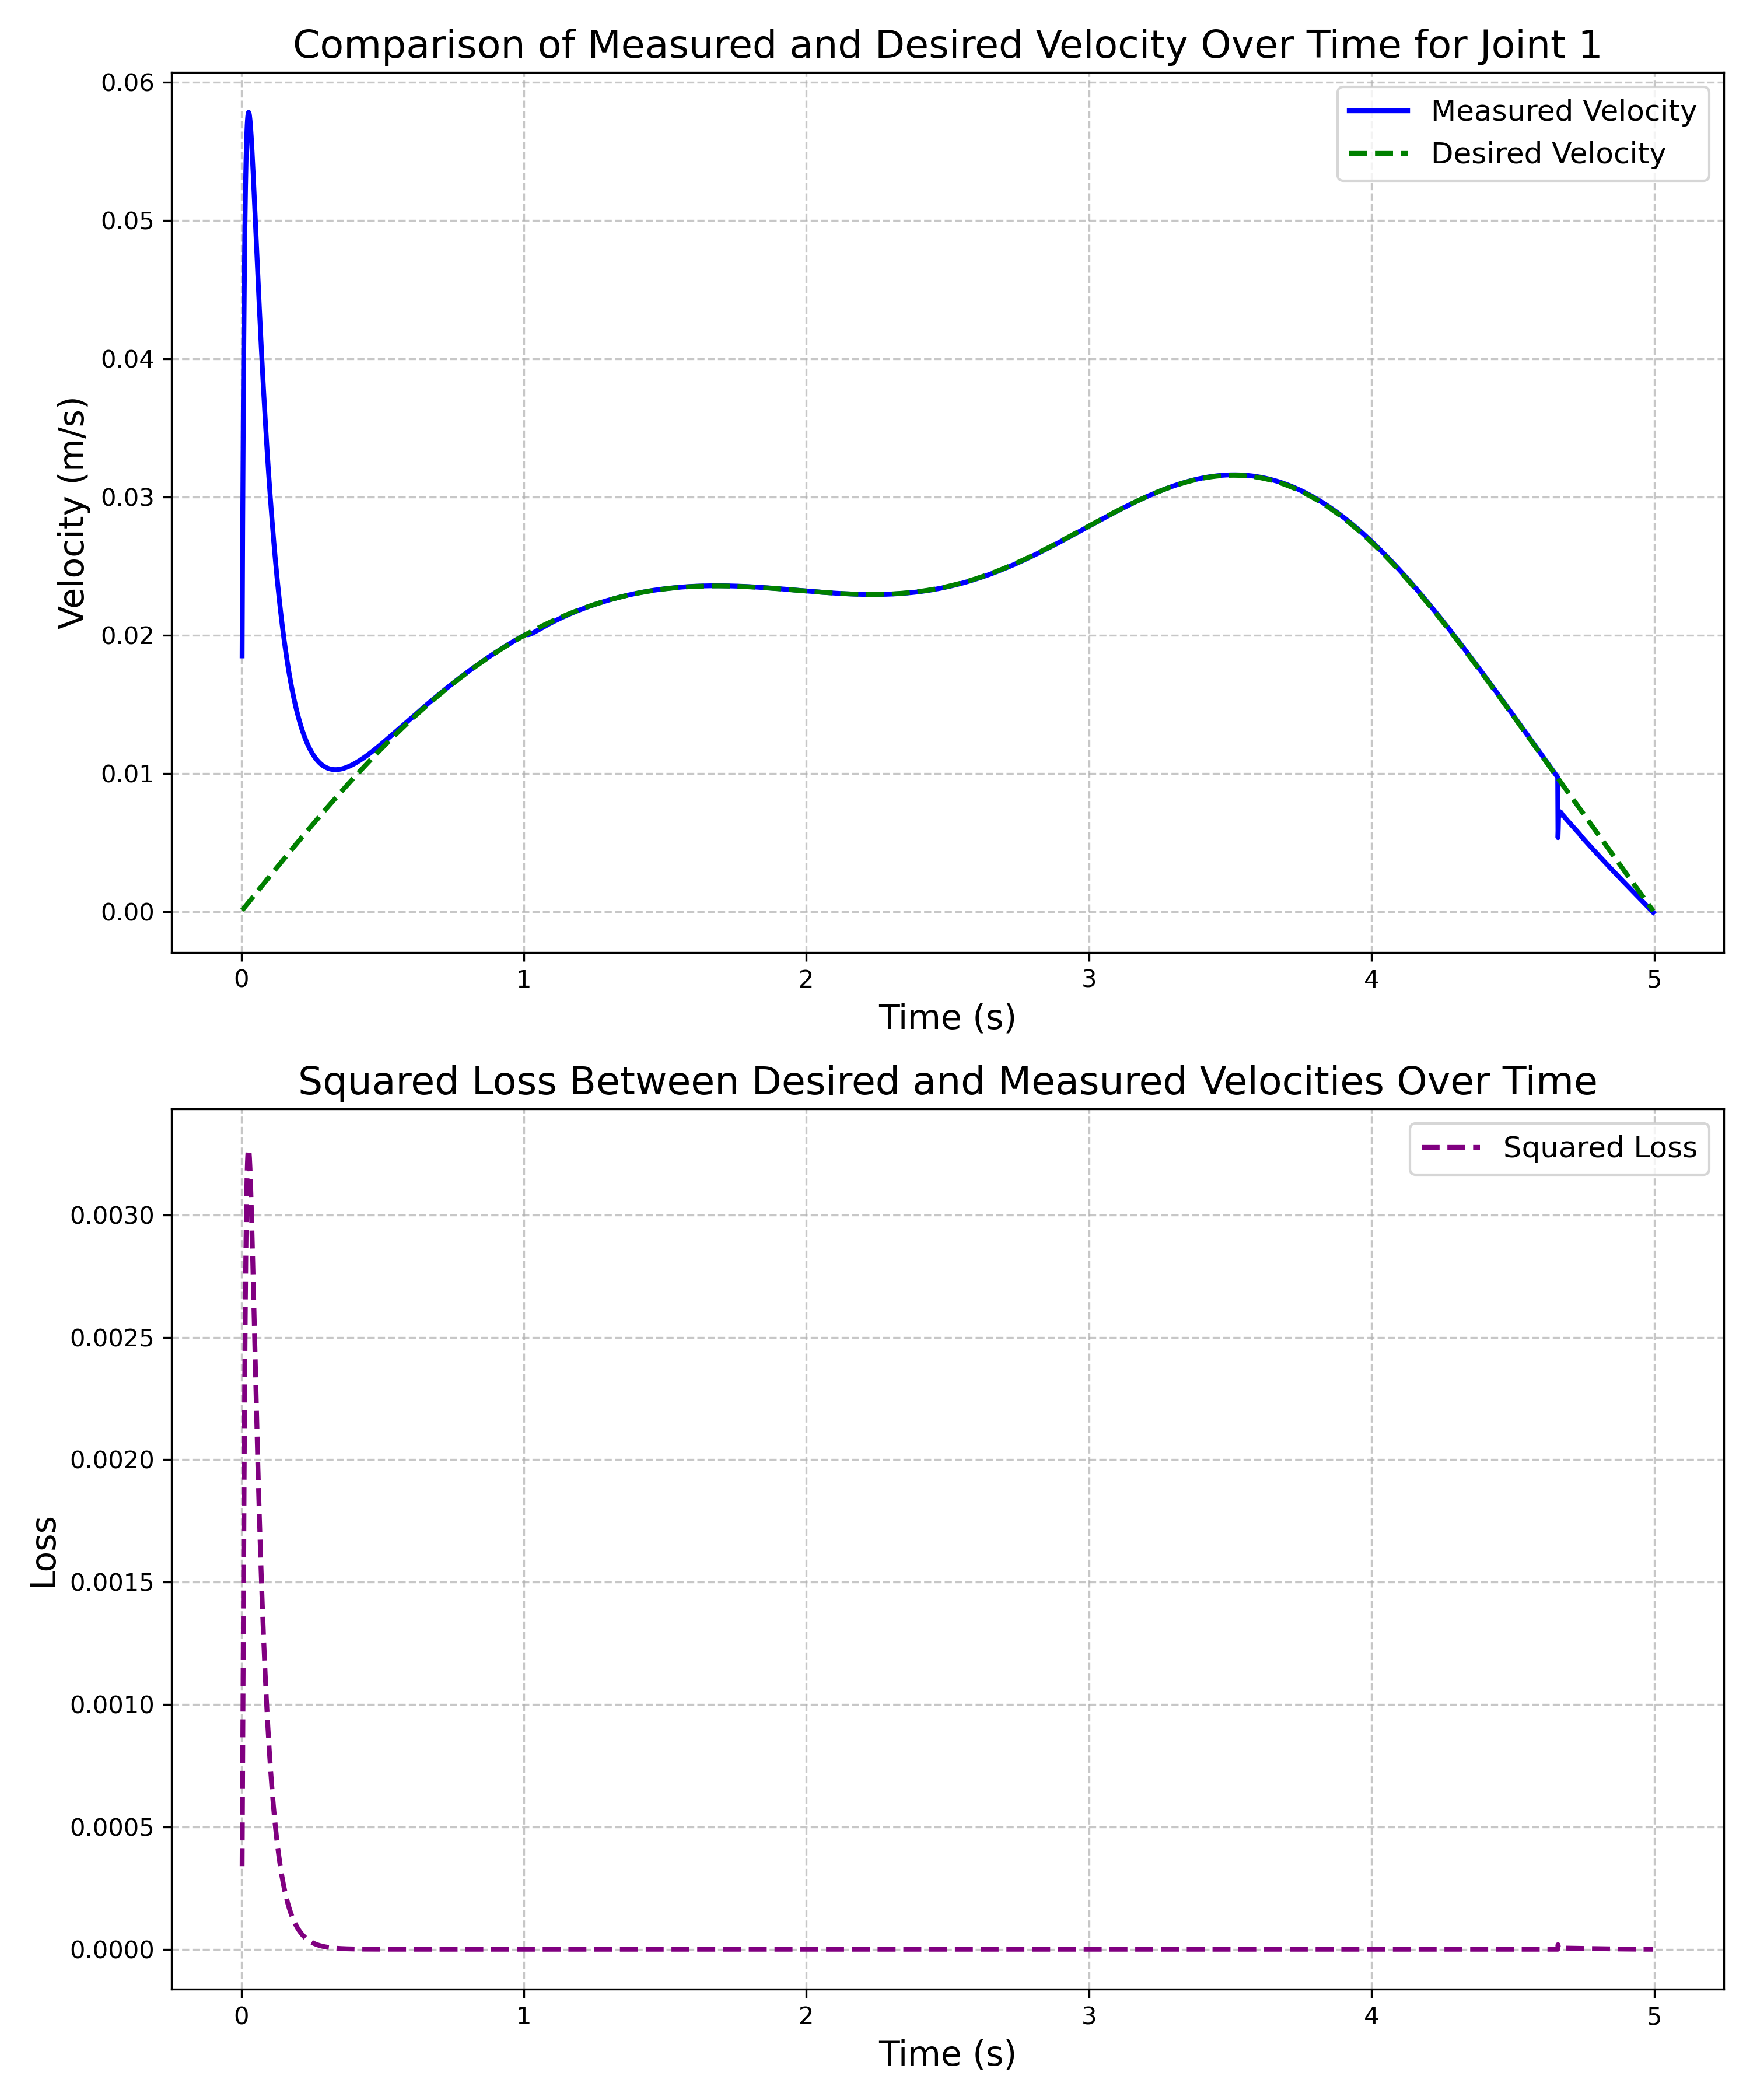 Comparison of Measured and Desired Velocity Over Time for Joint 1
0.06
0.05
0.04
0.03
0.02
0.01
0.00
Velocity (m/s)
Measured Velocity
Desired Velocity
0 1 2 3 4 5
Time (s)
Squared Loss Between Desired and Measured Velocities Over Time
0.0030
0.0025
0.0020
0.0015
0.0010
0.0005
0.0000
Loss
Squared Loss
0 1 2 3 4 5
Time (s)